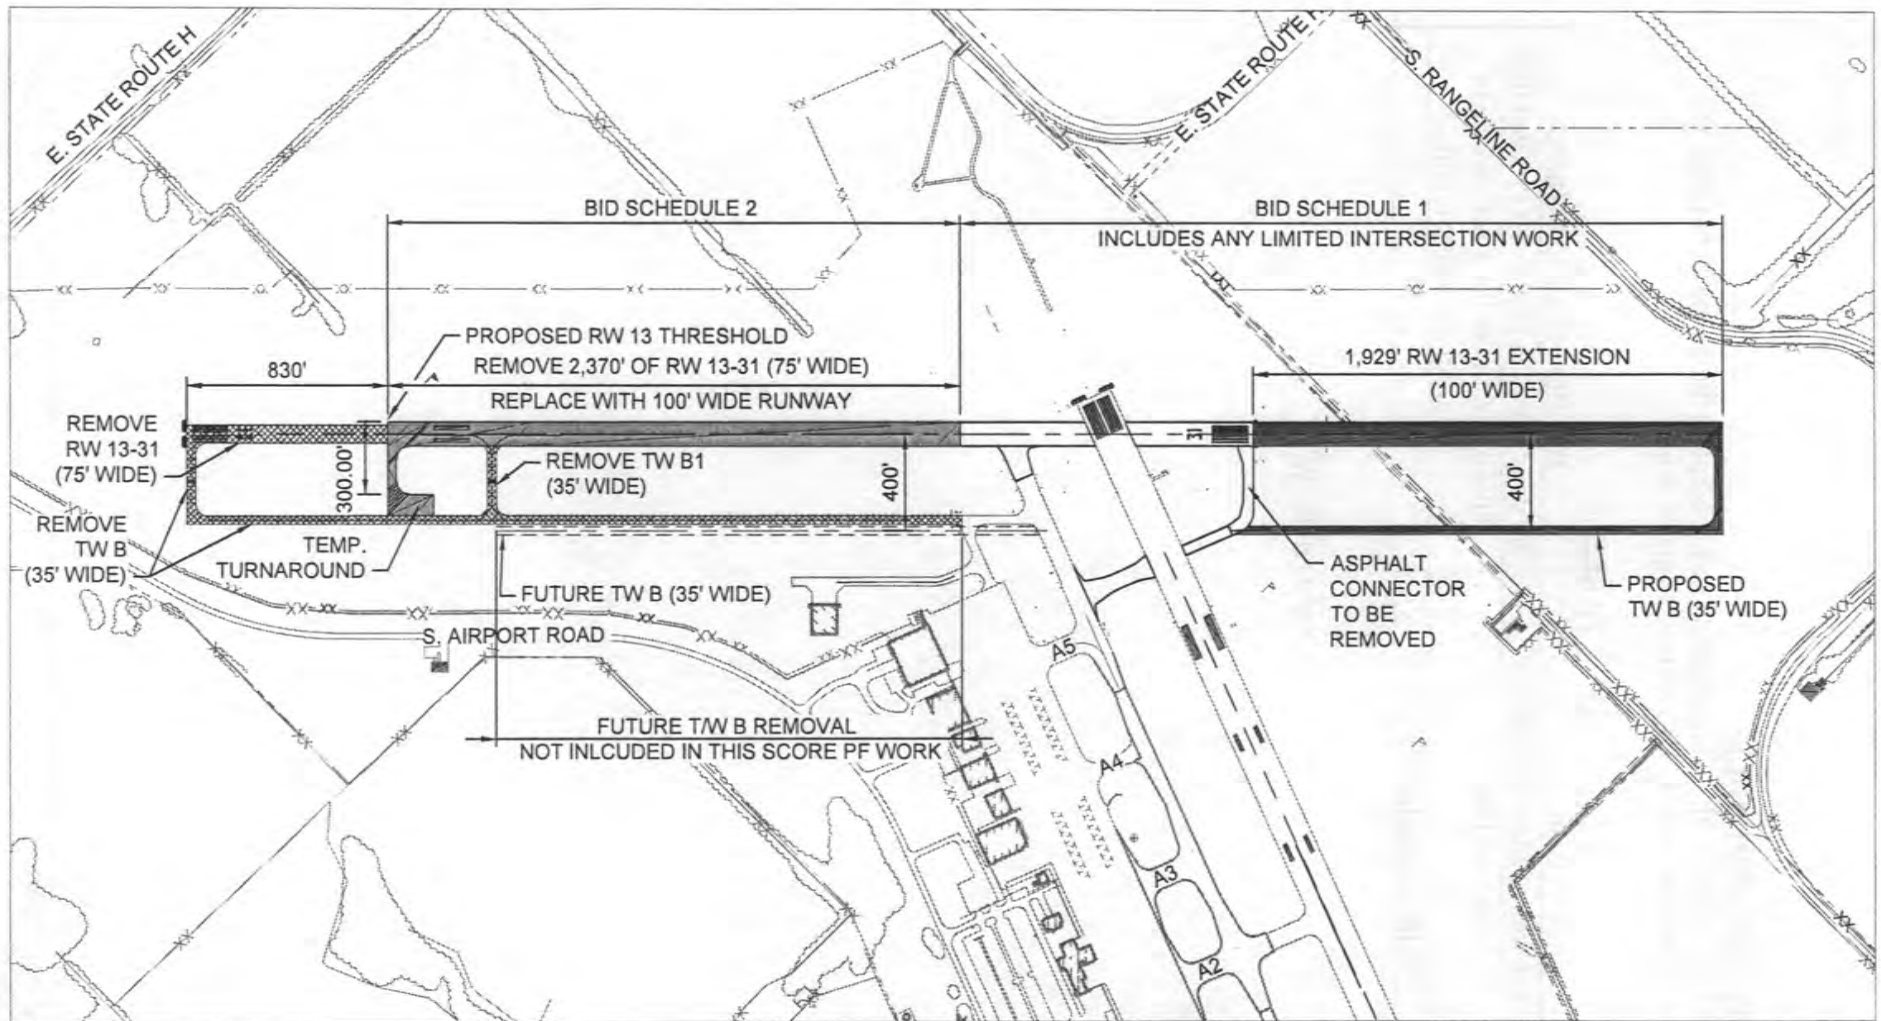 E. STATE ROUTE H
E. STATE ROUTE H
S. RANGELINE ROAD
BID SCHEDULE 2
BID SCHEDULE 1
INCLUDES ANY LIMITED INTERSECTION WORK
PROPOSED RW 13 THRESHOLD
830'
REMOVE 2,370' OF RW 13-31 (75' WIDE)
REPLACE WITH 100' WIDE RUNWAY
1,929' RW 13-31 EXTENSION
(100' WIDE)
REMOVE
RW 13-31
(75' WIDE)
300.00'
REMOVE TW B1
(35' WIDE)
400'
31
400'
REMOVE
TW B
(35' WIDE)
TEMP.
TURNAROUND
FUTURE TW B (35' WIDE)
ASPHALT
CONNECTOR
TO BE
REMOVED
PROPOSED
TW B (35' WIDE)
S. AIRPORT ROAD
A5
FUTURE T/W B REMOVAL
NOT INLCUDED IN THIS SCORE PF WORK
A4
A3
A2